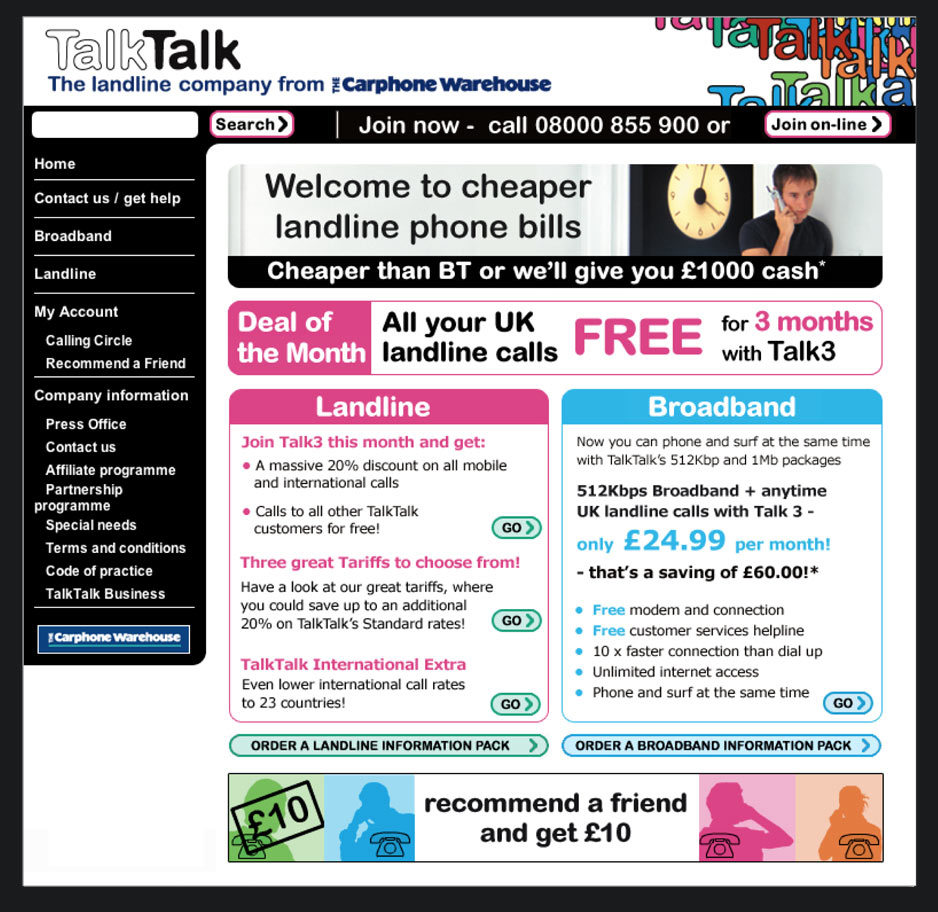 TalkTalk
The landline company from THE Carphone Warehouse
Talk Talk Talk
Talk
Talk
Search
Join now - call 08000 855 900 or
Join on-line
Home
Contact us / get help
Broadband
Landline
My Account
Calling Circle
Recommend a Friend
Company information
Press Office
Contact us
Affiliate programme
Partnership
programme
Special needs
Terms and conditions
Code of practice
TalkTalk Business
THE Carphone Warehouse
Welcome to cheaper
landline phone bills
Cheaper than BT or we'll give you £1000 cash*
Deal of
the Month
All your UK
landline calls
FREE
for 3 months
with Talk3
Landline
Join Talk3 this month and get:
• A massive 20% discount on all mobile
and international calls
• Calls to all other TalkTalk
customers for free!
GO
Three great Tariffs to choose from!
Have a look at our great tariffs, where
you could save up to an additional
20% on TalkTalk's Standard rates!
GO
TalkTalk International Extra
Even lower international call rates
to 23 countries!
GO
ORDER A LANDLINE INFORMATION PACK
Broadband
Now you can phone and surf at the same time
with TalkTalk's 512Kbp and 1Mb packages
512Kbps Broadband + anytime
UK landline calls with Talk 3 -
only £24.99 per month!
- that's a saving of £60.00!*
• Free modem and connection
• Free customer services helpline
• 10 x faster connection than dial up
• Unlimited internet access
• Phone and surf at the same time
GO
ORDER A BROADBAND INFORMATION PACK
£10
recommend a friend
and get £10